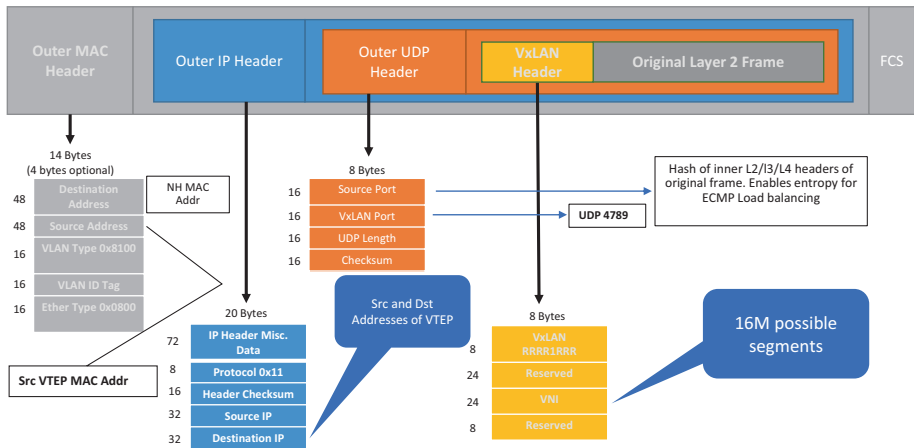 Outer MAC
Header
Outer IP Header
Outer UDP
Header
VxLAN
Header
Original Layer 2 Frame
FCS
14 Bytes
(4 bytes optional)
48
Destination
Address
NH MAC
Addr
48
Source Address
16
VLAN Type 0x8100
16
VLAN ID Tag
16
Ether Type 0x0800
Src VTEP MAC Addr
20 Bytes
72
IP Header Misc.
Data
8
Protocol 0x11
16
Header Checksum
32
Source IP
32
Destination IP
Src and Dst
Addresses of VTEP
8 Bytes
16
Source Port
16
VxLAN Port
16
UDP Length
16
Checksum
Hash of inner L2/l3/L4 headers of
original frame. Enables entropy for
ECMP Load balancing
UDP 4789
8 Bytes
8
VxLAN
RRRR1RRR
24
Reserved
24
VNI
8
Reserved
16M possible
segments